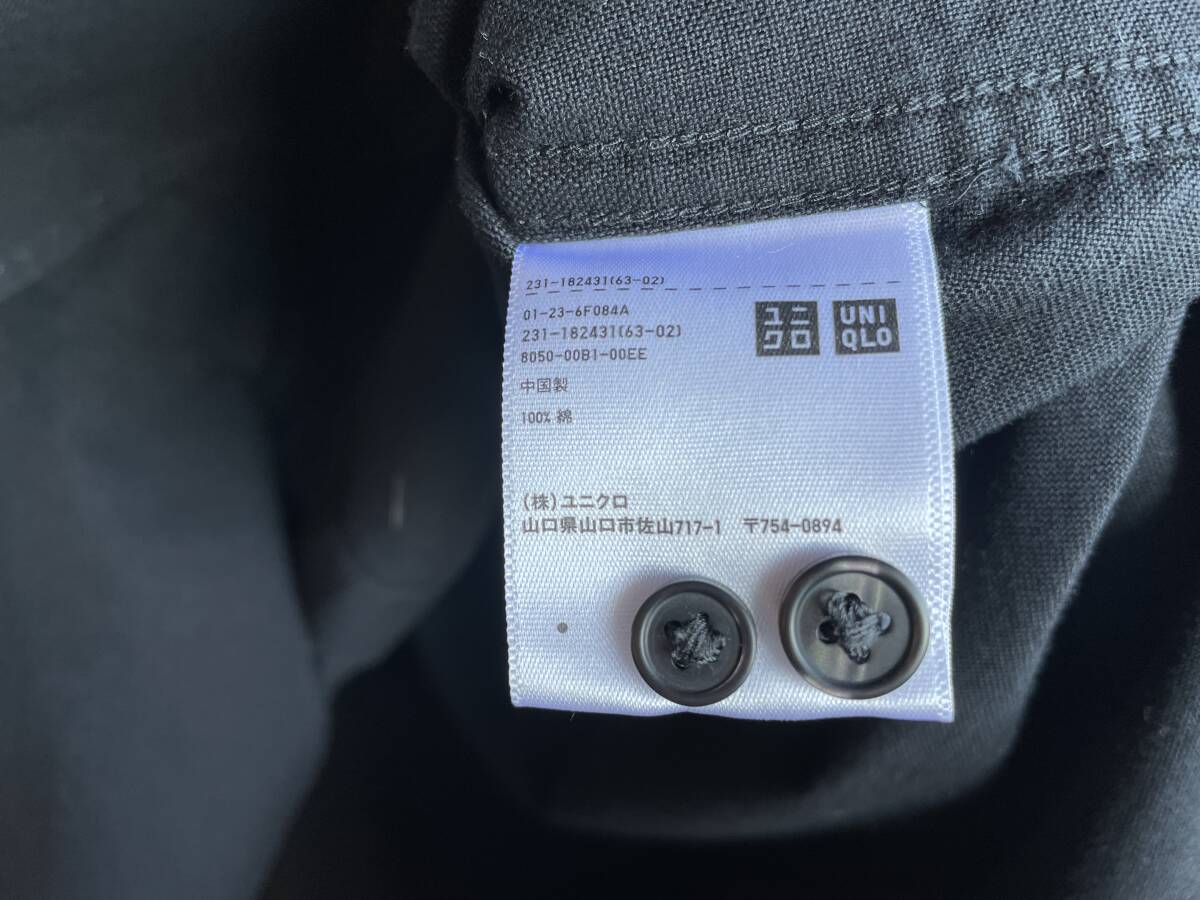 231-182431(63-02)
01-23-6F084A
231-182431(63-02)
8050-00B1-00EE
中国製
100% 綿
ユニ
クロ
UNI
QLO
(株)ユニクロ
山口県山口市佐山717-1 〒754-0894